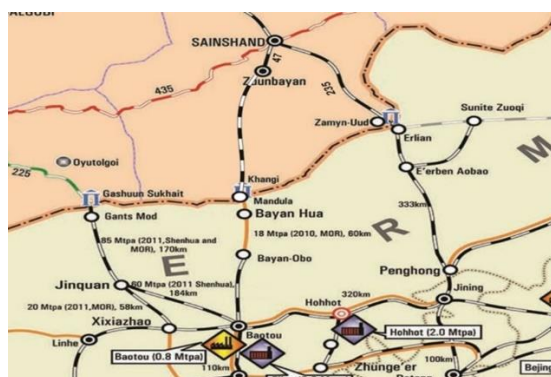 SAINSHAND
47
Zuunbayan
435
235
Sunite Zuoqi
Zamyn-Uud
Erlian
Oyutolgoi
225
Khangi
E'erben Aobao
M
Gashuun Sukhait
Mandula
Gants Mod
Bayan Hua
333km
R
18 Mtpa (2010, MOR), 60km
85 Mtpa (2011,Shenhua and
MOR), 170km
E
Bayan-Obo
Penghong
Jinquan
60 Mtpa (2011 Shenhua),
184km
320km
Jining
Hohhot
20 Mtpa (2011,MOR), 58km
Xixiazhao
Baotou
Hohhot (2.0 Mtpa)
Linhe
Baotou (0.8 Mtpa)
Zhunge'er
100km
110km